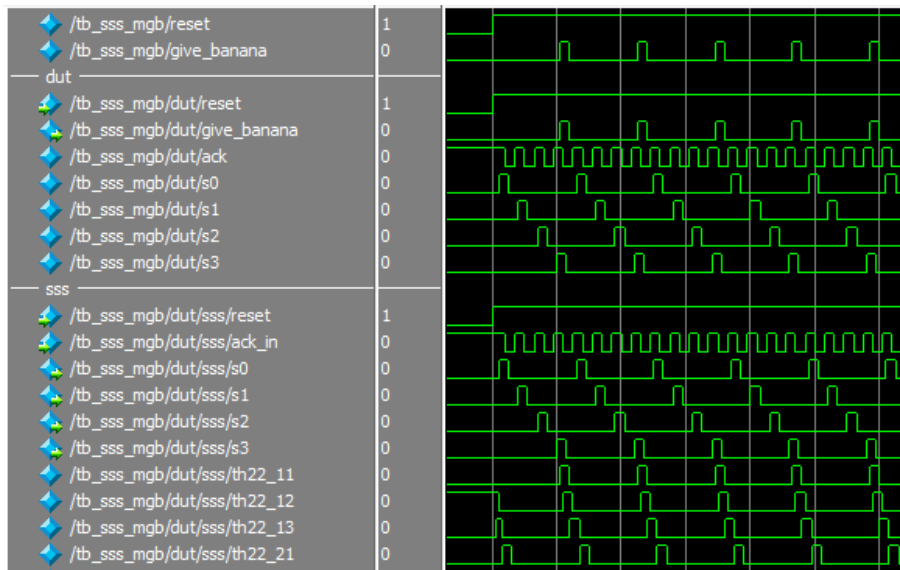 /tb_sss_mgb/reset 1
/tb_sss_mgb/give_banana 0
dut
/tb_sss_mgb/dut/reset 1
/tb_sss_mgb/dut/give_banana 0
/tb_sss_mgb/dut/ack 0
/tb_sss_mgb/dut/s0 0
/tb_sss_mgb/dut/s1 0
/tb_sss_mgb/dut/s2 0
/tb_sss_mgb/dut/s3 0
sss
/tb_sss_mgb/dut/sss/reset 1
/tb_sss_mgb/dut/sss/ack_in 0
/tb_sss_mgb/dut/sss/s0 0
/tb_sss_mgb/dut/sss/s1 0
/tb_sss_mgb/dut/sss/s2 0
/tb_sss_mgb/dut/sss/s3 0
/tb_sss_mgb/dut/sss/th22_11 0
/tb_sss_mgb/dut/sss/th22_12 0
/tb_sss_mgb/dut/sss/th22_13 0
/tb_sss_mgb/dut/sss/th22_21 0